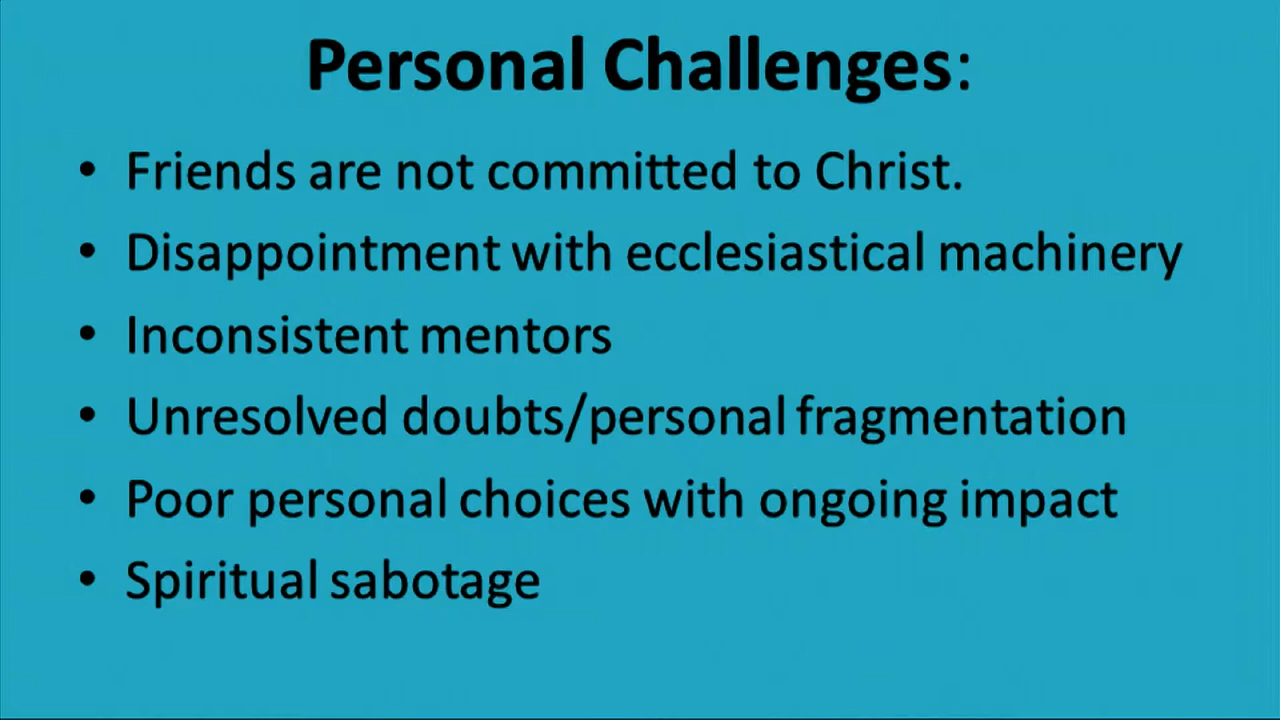 Personal Challenges:
• Friends are not committed to Christ.
• Disappointment with ecclesiastical machinery
• Inconsistent mentors
• Unresolved doubts/personal fragmentation
• Poor personal choices with ongoing impact
• Spiritual sabotage